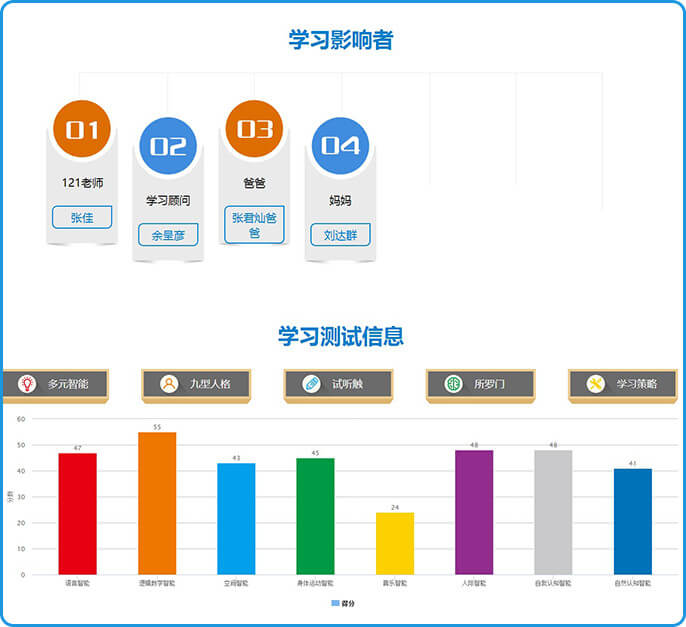 学习影响者
01
02
03
04
121老师
学习顾问
爸爸
妈妈
张佳
余星彦
张君灿爸
爸
刘达群
学习测试信息
多元智能
九型人格
试听触
所罗门
学习策略
60
50
40
30
20
10
0
分数
47
55
43
45
24
48
48
41
语言智能
逻辑数学智能
空间智能
身体运动智能
音乐智能
人际智能
自我认知智能
自然认知智能
得分